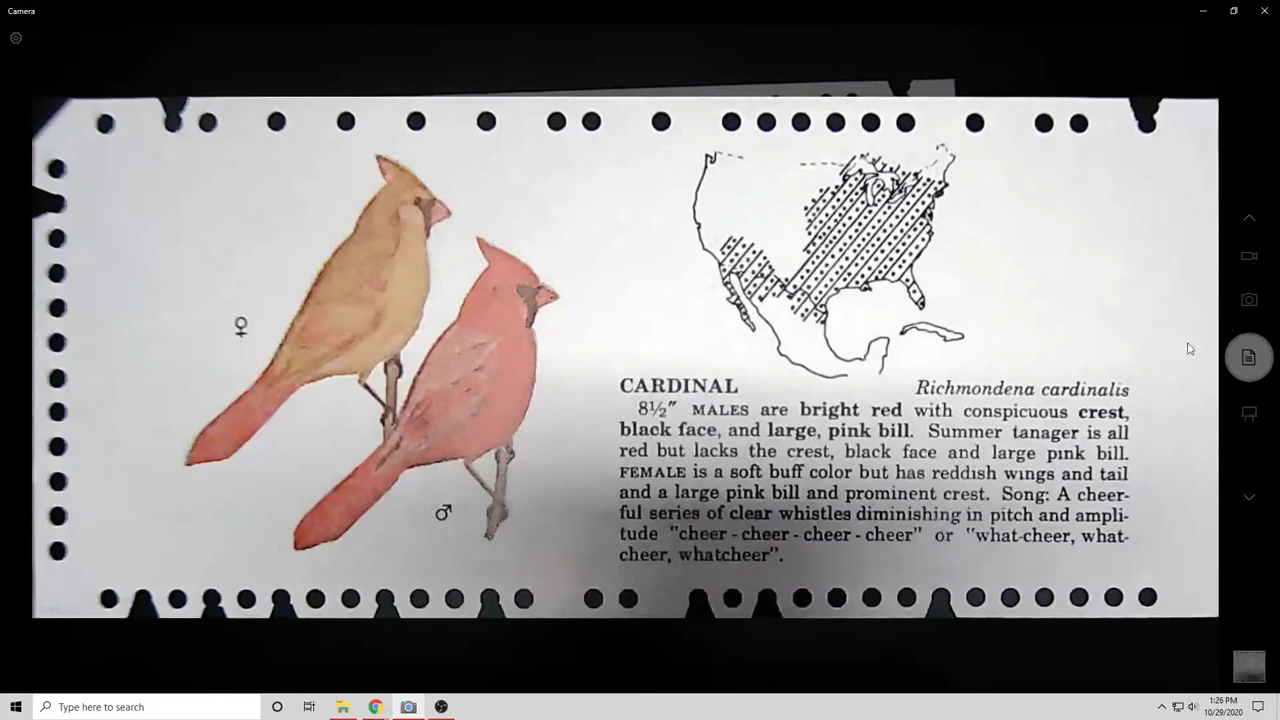 Camera
♀
♂
CARDINAL Richmondena cardinalis
8½″ MALES are bright red with conspicuous crest,
black face, and large, pink bill. Summer tanager is all
red but lacks the crest, black face and large pink bill.
FEMALE is a soft buff color but has reddish wings and tail
and a large pink bill and prominent crest. Song: A cheer-
ful series of clear whistles diminishing in pitch and ampli-
tude "cheer - cheer - cheer - cheer" or "what-cheer, what-
cheer, whatcheer".
Type here to search
1:26 PM
10/29/2020